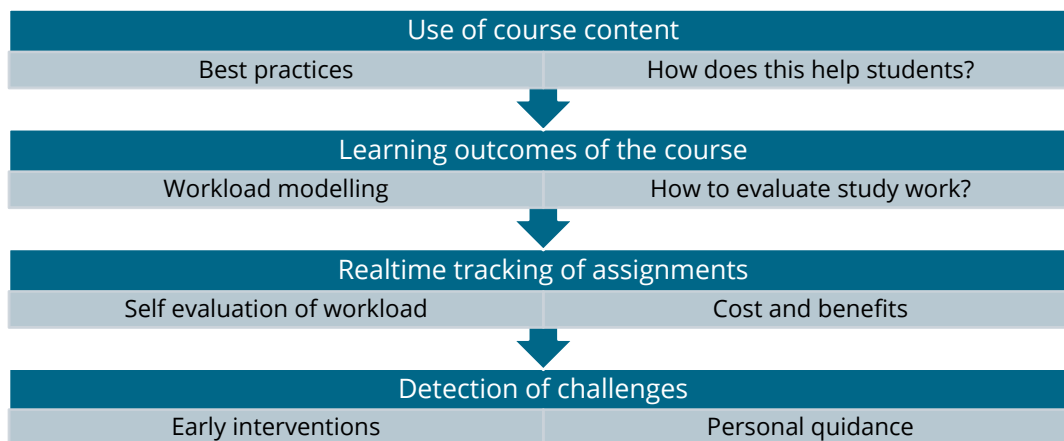 Use of course content
Best practices
How does this help students?
Learning outcomes of the course
Workload modelling
How to evaluate study work?
Realtime tracking of assignments
Self evaluation of workload
Cost and benefits
Detection of challenges
Early interventions
Personal quidance